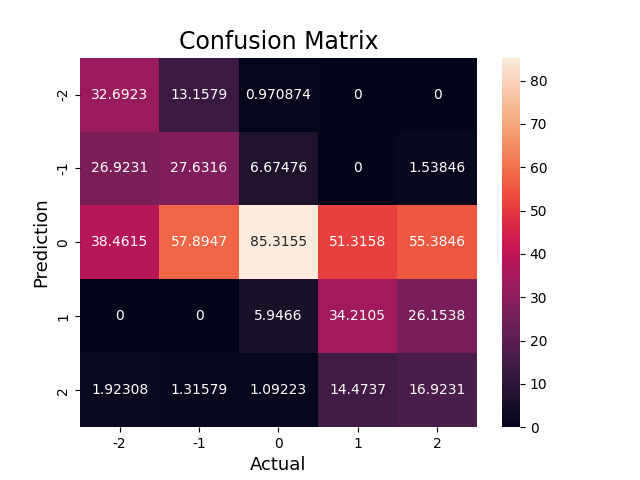 Confusion Matrix
Prediction
-2 32.6923 13.1579 0.970874 0 0
-1 26.9231 27.6316 6.67476 0 1.53846
0 38.4615 57.8947 85.3155 51.3158 55.3846
1 0 0 5.9466 34.2105 26.1538
2 1.92308 1.31579 1.09223 14.4737 16.9231
-2 -1 0 1 2
Actual
80
70
60
50
40
30
20
10
0